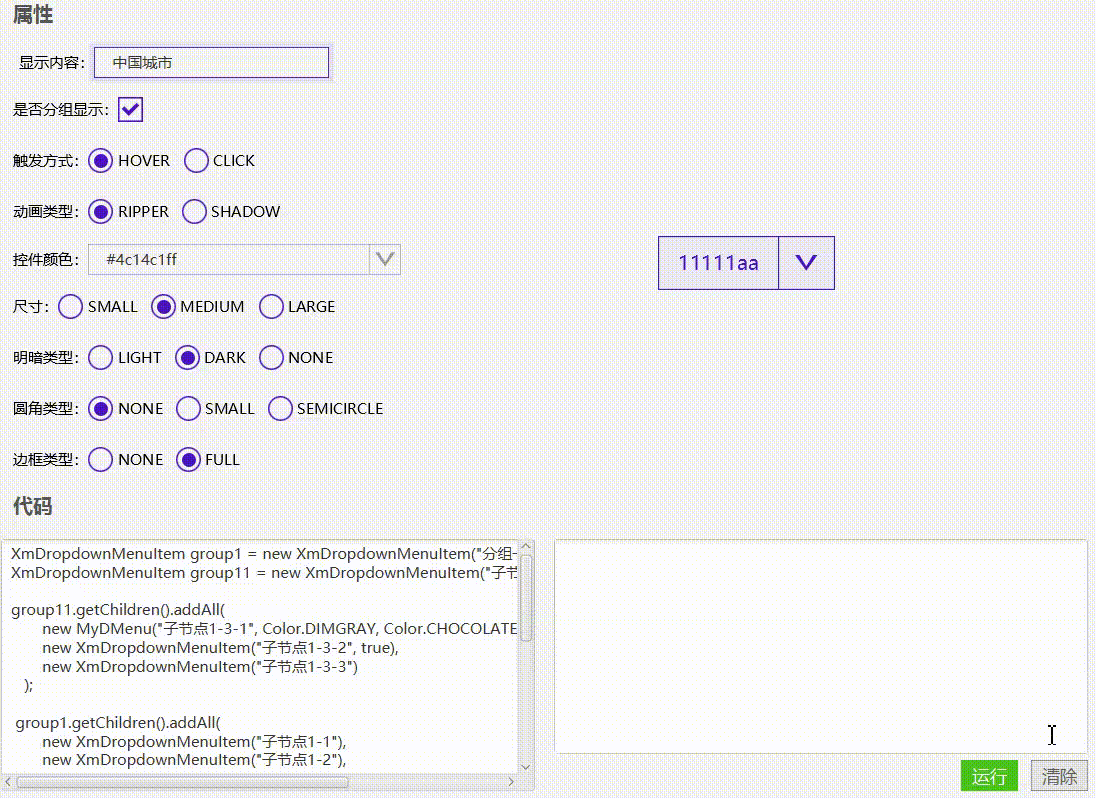 属性
显示内容: 中国城市
是否分组显示:
触发方式: HOVER CLICK
动画类型: RIPPER SHADOW
控件颜色: #4c14c1ff
11111aa
尺寸: SMALL MEDIUM LARGE
明暗类型: LIGHT DARK NONE
圆角类型: NONE SMALL SEMICIRCLE
边框类型: NONE FULL
代码
XmDropdownMenuItem group1 = new XmDropdownMenuItem("分组-
XmDropdownMenuItem group11 = new XmDropdownMenuItem("子节
group11.getChildren().addAll(
new MyDMenu("子节点1-3-1", Color.DIMGRAY, Color.CHOCOLATE
new XmDropdownMenuItem("子节点1-3-2", true),
new XmDropdownMenuItem("子节点1-3-3")
);
group1.getChildren().addAll(
new XmDropdownMenuItem("子节点1-1"),
new XmDropdownMenuItem("子节点1-2"),
运行 清除